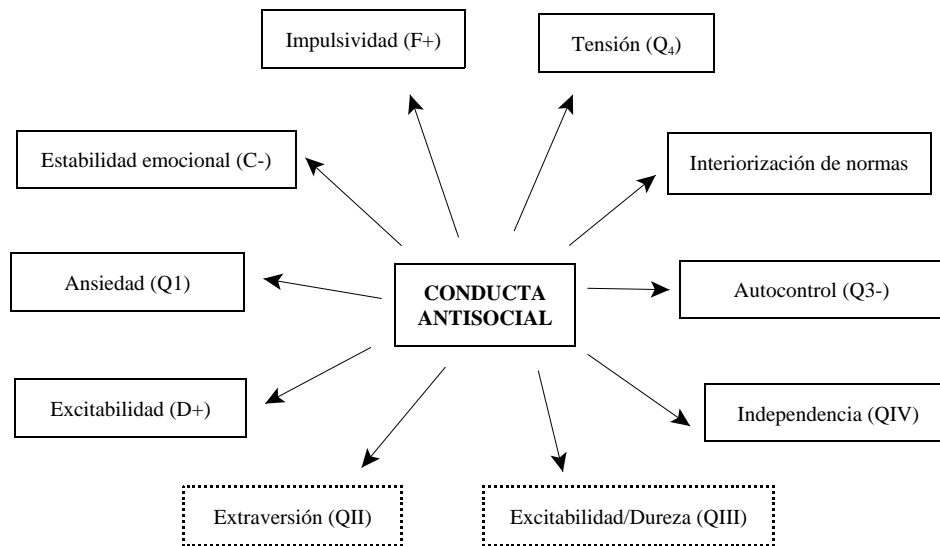 Impulsividad (F+)
Tensión (Q₄)
Estabilidad emocional (C-)
Interiorización de normas
Ansiedad (Q1)
CONDUCTA
ANTISOCIAL
Autocontrol (Q3-)
Excitabilidad (D+)
Independencia (QIV)
Extraversión (QII)
Excitabilidad/Dureza (QIII)